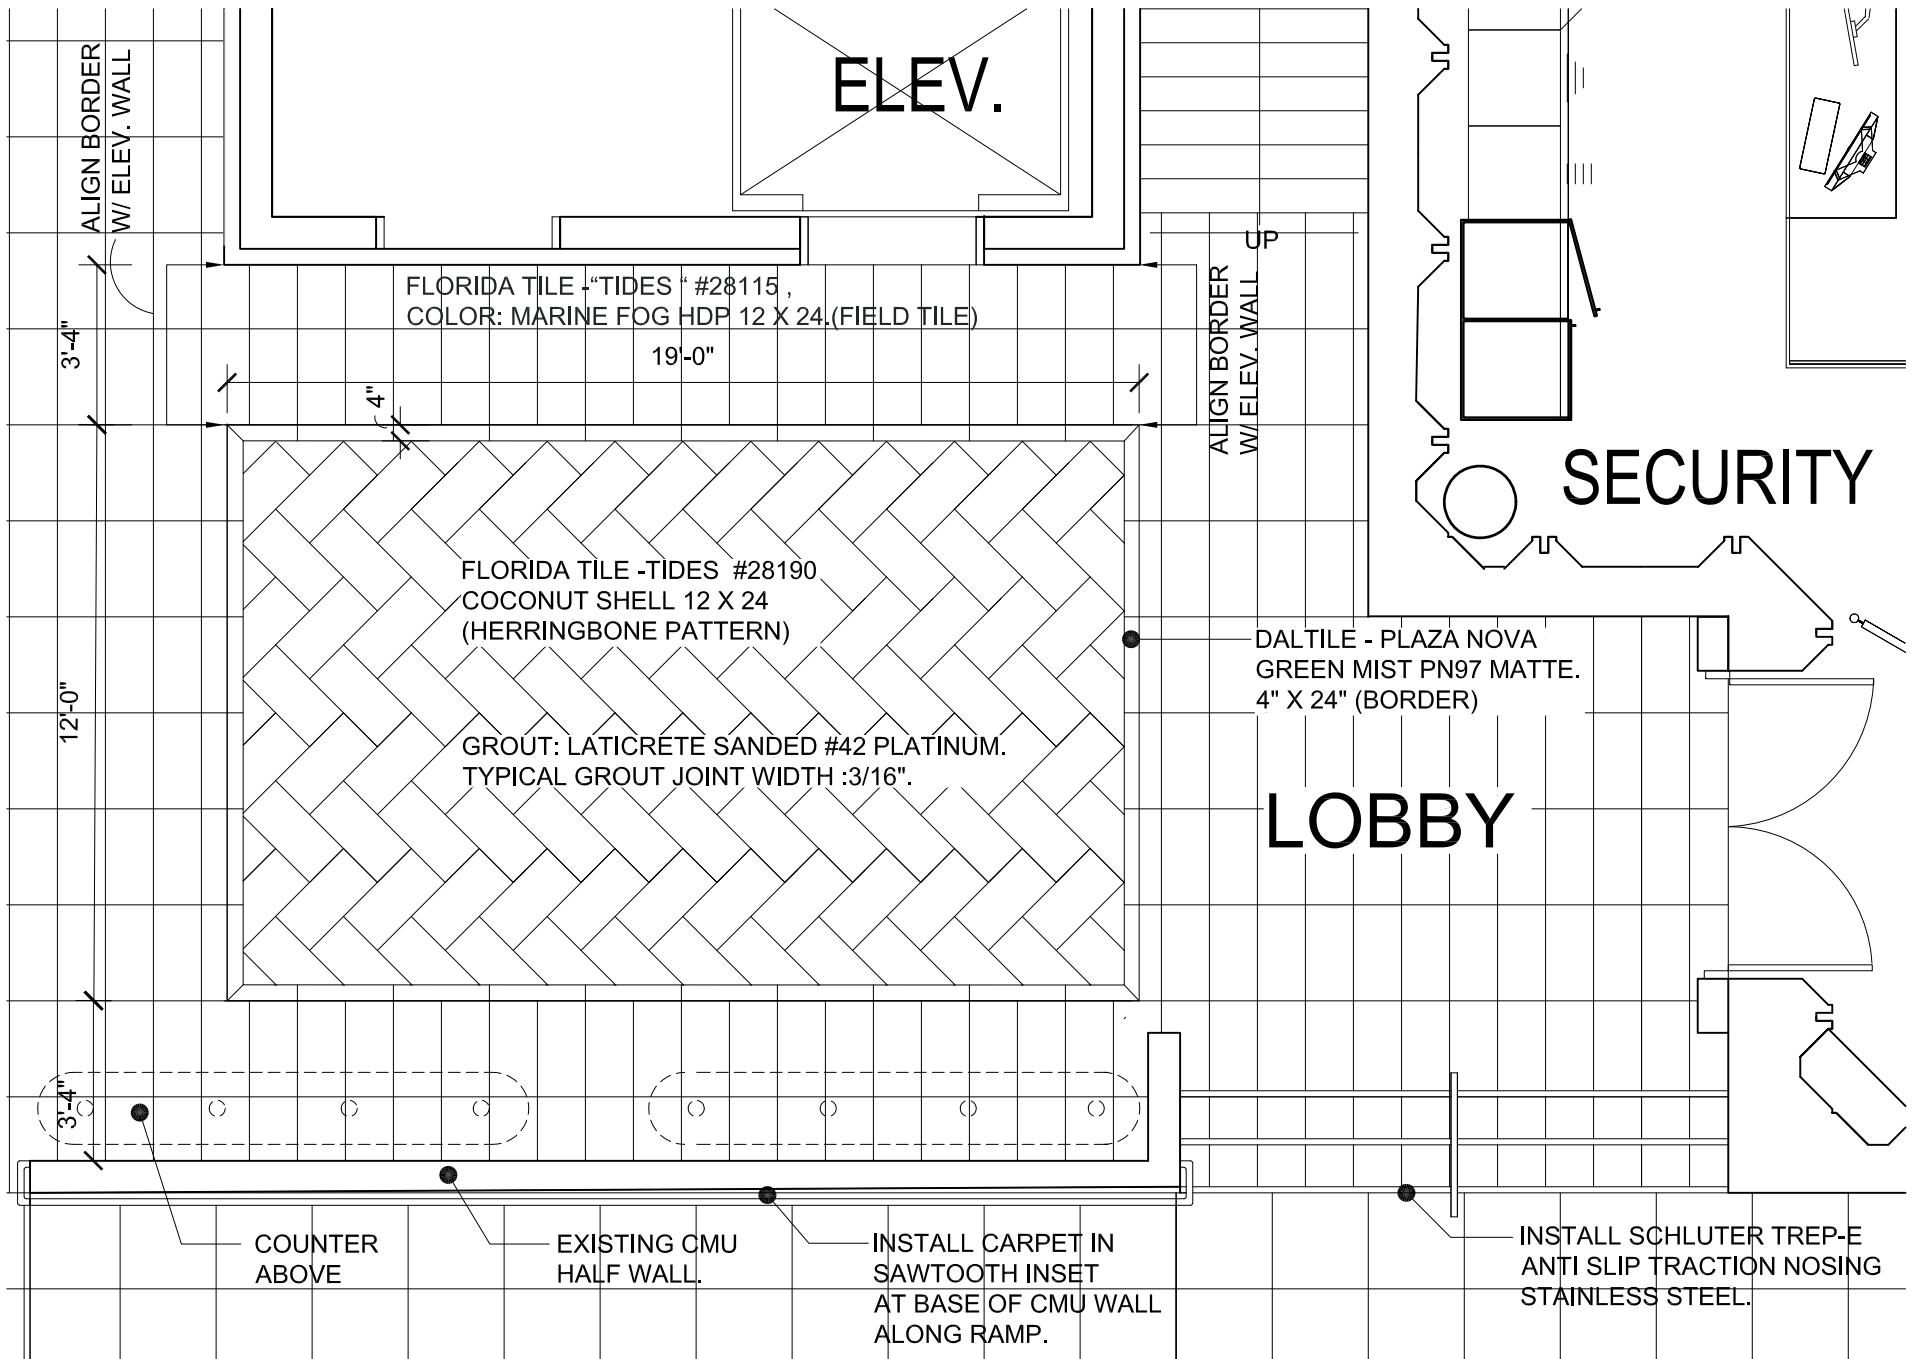 ALIGN BORDER
W/ ELEV. WALL
ELEV.
UP
FLORIDA TILE -“TIDES “ #28115 ,
COLOR: MARINE FOG HDP 12 X 24.(FIELD TILE)
19'-0"
ALIGN BORDER
W/ ELEV. WALL
3'-4"
4"
SECURITY
FLORIDA TILE -TIDES #28190
COCONUT SHELL 12 X 24
(HERRINGBONE PATTERN)
DALTILE - PLAZA NOVA
GREEN MIST PN97 MATTE.
4" X 24" (BORDER)
12'-0"
GROUT: LATICRETE SANDED #42 PLATINUM.
TYPICAL GROUT JOINT WIDTH :3/16".
LOBBY
3'-4"
COUNTER
ABOVE
EXISTING CMU
HALF WALL.
INSTALL CARPET IN
SAWTOOTH INSET
AT BASE OF CMU WALL
ALONG RAMP.
INSTALL SCHLUTER TREP-E
ANTI SLIP TRACTION NOSING
STAINLESS STEEL.